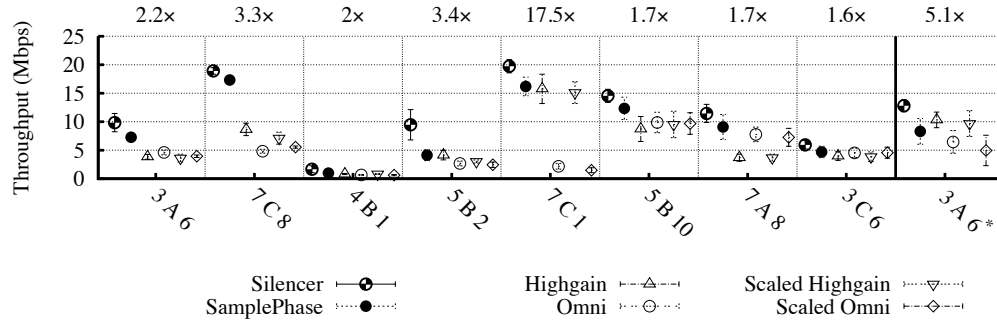 2.2× 3.3× 2× 3.4× 17.5× 1.7× 1.7× 1.6× 5.1×
Throughput (Mbps)
25
20
15
10
5
0
3 A 6 7 C 8 4 B 1 5 B 2 7 C 1 5 B 10 7 A 8 3 C 6 3 A 6*
Silencer Highgain Scaled Highgain
SamplePhase Omni Scaled Omni